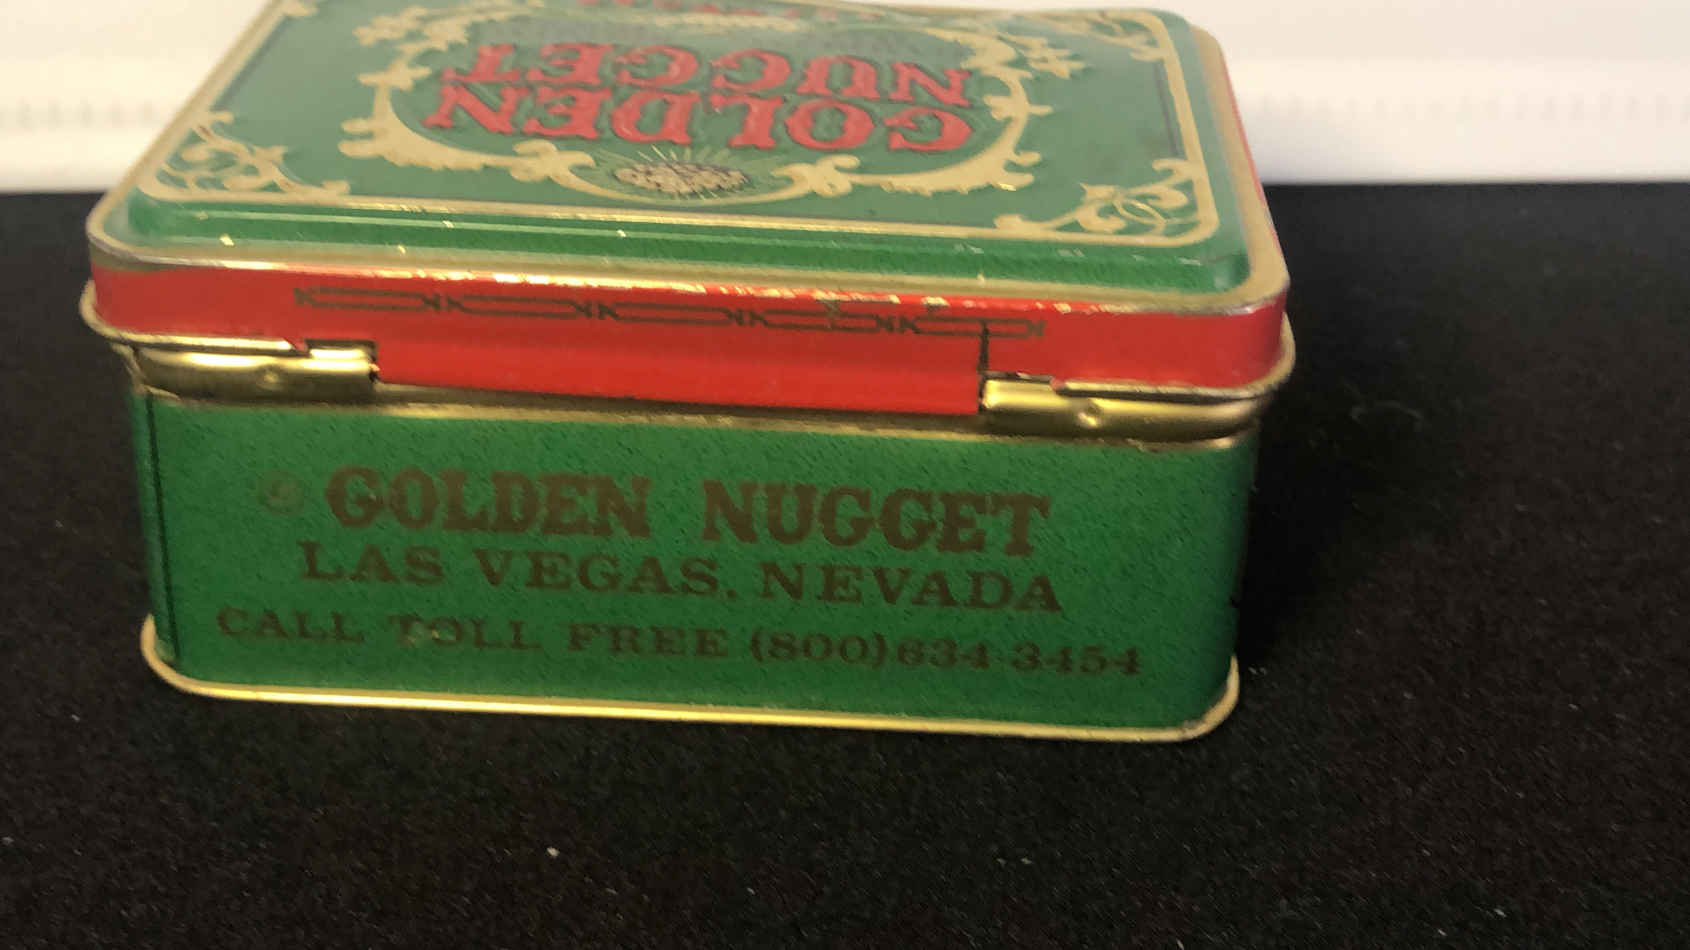 GOLDEN
NUGGET
GOLDEN NUGGET
LAS VEGAS, NEVADA
CALL TOLL FREE (800) 634-3454